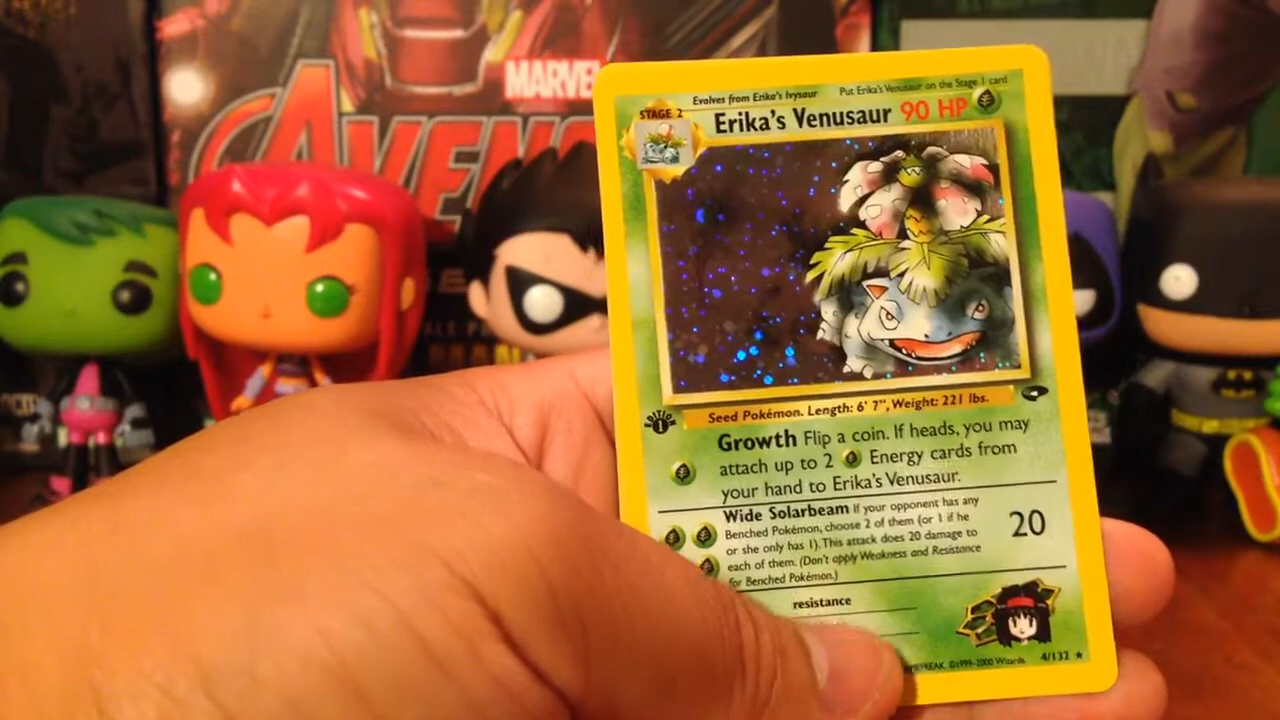 MARVEL
AVEN
Evolves from Erika's Ivysaur
Put Erika's Venusaur on the Stage 1 card
STAGE 2
Erika's Venusaur 90 HP
Seed Pokémon. Length: 6' 7", Weight: 221 lbs.
EDITION
1
Growth Flip a coin. If heads, you may
attach up to 2 Energy cards from
your hand to Erika's Venusaur.
Wide Solarbeam If your opponent has any
Benched Pokémon, choose 2 of them (or 1 if he
or she only has 1). This attack does 20 damage to
each of them. (Don't apply Weakness and Resistance
for Benched Pokémon.)
20
resistance
FREAK. ©1999-2000 Wizards. 4/132